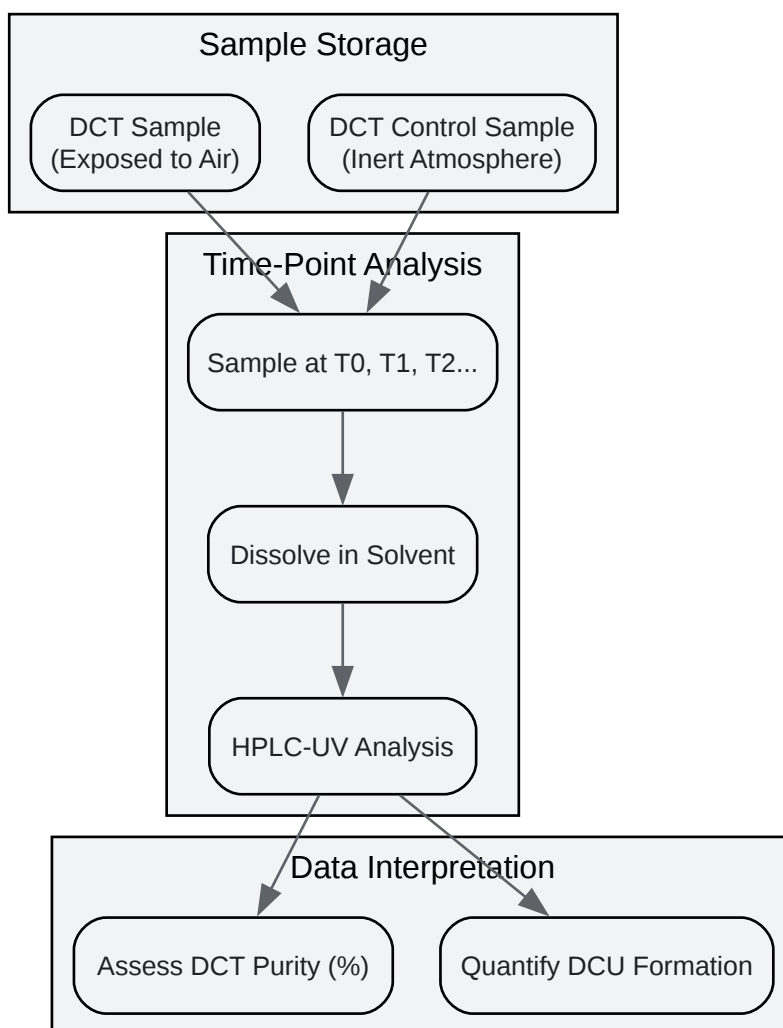 Sample Storage
DCT Sample
(Exposed to Air)
DCT Control Sample
(Inert Atmosphere)
Time-Point Analysis
Sample at T0, T1, T2...
Dissolve in Solvent
HPLC-UV Analysis
Data Interpretation
Assess DCT Purity (%)
Quantify DCU Formation